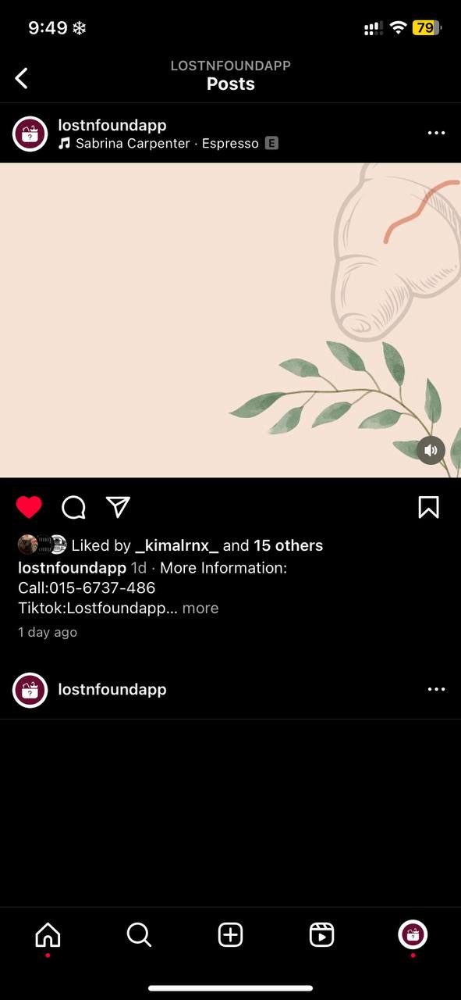 9:49
79
LOSTNFOUNDAPP
Posts
lostnfoundapp
Sabrina Carpenter · Espresso E
Liked by _kimalrnx_ and 15 others
lostnfoundapp 1d · More Information:
Call:015-6737-486
Tiktok:Lostfoundapp... more
1 day ago
lostnfoundapp